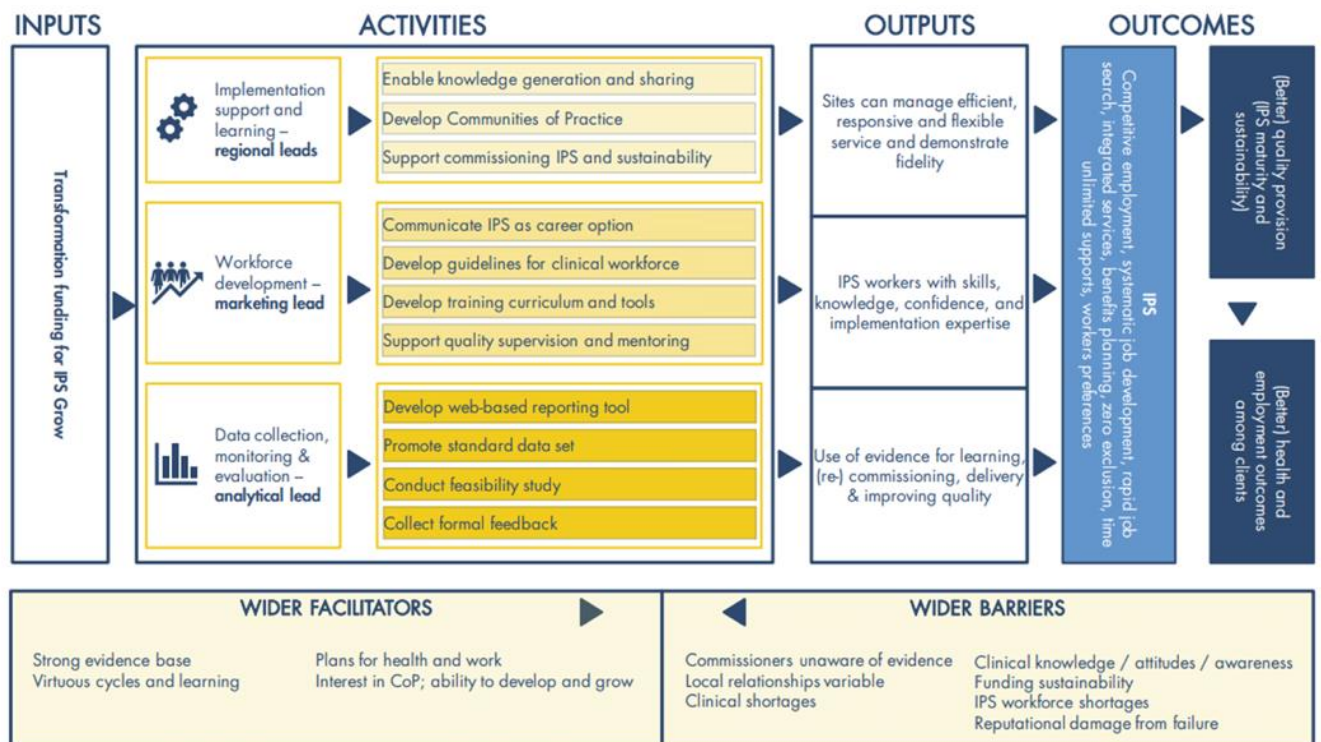 INPUTS
ACTIVITIES
OUTPUTS
OUTCOMES
Transformation funding for IPS Grow
Implementation
support and
learning –
regional leads
Enable knowledge generation and sharing
Develop Communities of Practice
Support commissioning IPS and sustainability
Workforce
development –
marketing lead
Communicate IPS as career option
Develop guidelines for clinical workforce
Develop training curriculum and tools
Support quality supervision and mentoring
Data collection,
monitoring &
evaluation –
analytical lead
Develop web-based reporting tool
Promote standard data set
Conduct feasibility study
Collect formal feedback
Sites can manage efficient,
responsive and flexible
service and demonstrate
fidelity
IPS workers with skills,
knowledge, confidence, and
implementation expertise
Use of evidence for learning,
(re-) commissioning, delivery
& improving quality
IPS
Competitive employment, systematic job development, rapid job
search, integrated services, benefits planning, zero exclusion, time
unlimited supports, workers preferences
(Better) quality provision
(IPS maturity and
sustainability)
(Better) health and
employment outcomes
among clients
WIDER FACILITATORS
Strong evidence base
Virtuous cycles and learning
Plans for health and work
Interest in CoP; ability to develop and grow
WIDER BARRIERS
Commissioners unaware of evidence
Local relationships variable
Clinical shortages
Clinical knowledge / attitudes / awareness
Funding sustainability
IPS workforce shortages
Reputational damage from failure